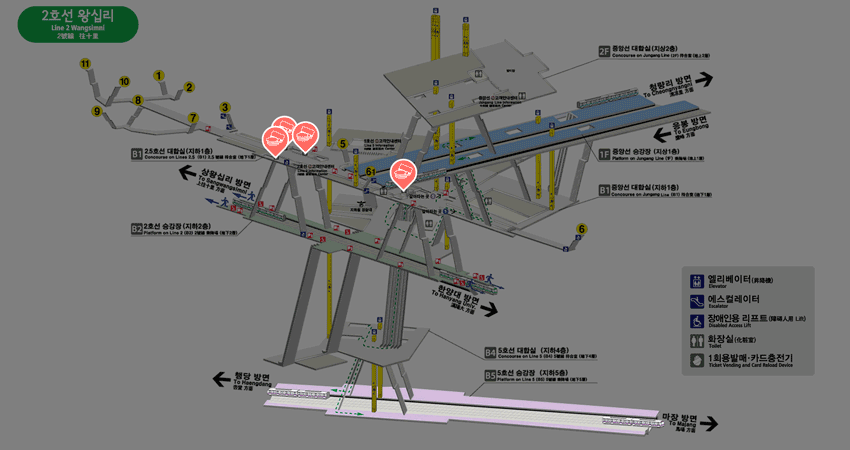 2호선 왕십리
Line 2 Wangsimni
2號線 往十里
11
10
1
2
9
8
7
3
5
6
2F
중앙선 대합실 (지상2층)
Concourse on Jungang Line
청량리 방면
To Cheongnyangni
응봉 방면
To Eungbong
1F
중앙선 승강장 (지상1층)
Platform on Jungang Line
B1
중앙선 대합실 (지하1층)
Concourse on Jungang Line
B1
2.5호선 대합실 (지하1층)
Concourse on Lines 2.5
상왕십리 방면
To Sangwangsimni
B2
2호선 승강장 (지하2층)
Platform on Line 2
6
한양대 방면
To Hanyang Univ.
B4
5호선 대합실 (지하4층)
Concourse on Line 5
B5
5호선 승강장 (지하5층)
Platform on Line 5
행당 방면
To Haengdang
마장 방면
To Majang
엘리베이터(昇降機)
Elevator
에스컬레이터
Escalator
장애인용 리프트(障碍人用 Lift)
Disabled Access Lift
화장실(化粧室)
Toilet
1회용발매·카드충전기
Ticket Vending and Card Reload Device